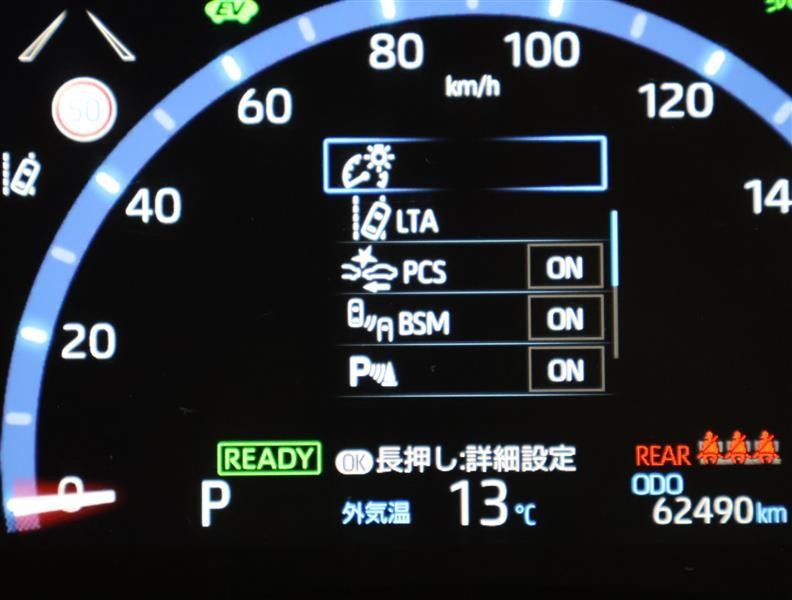 EV
80
100
km/h
50
60
120
40
14
LTA
PCS ON
BSM ON
20
P ON
READY
OK 長押し:詳細設定
REAR
0
P
外気温 13℃
ODO
62490km